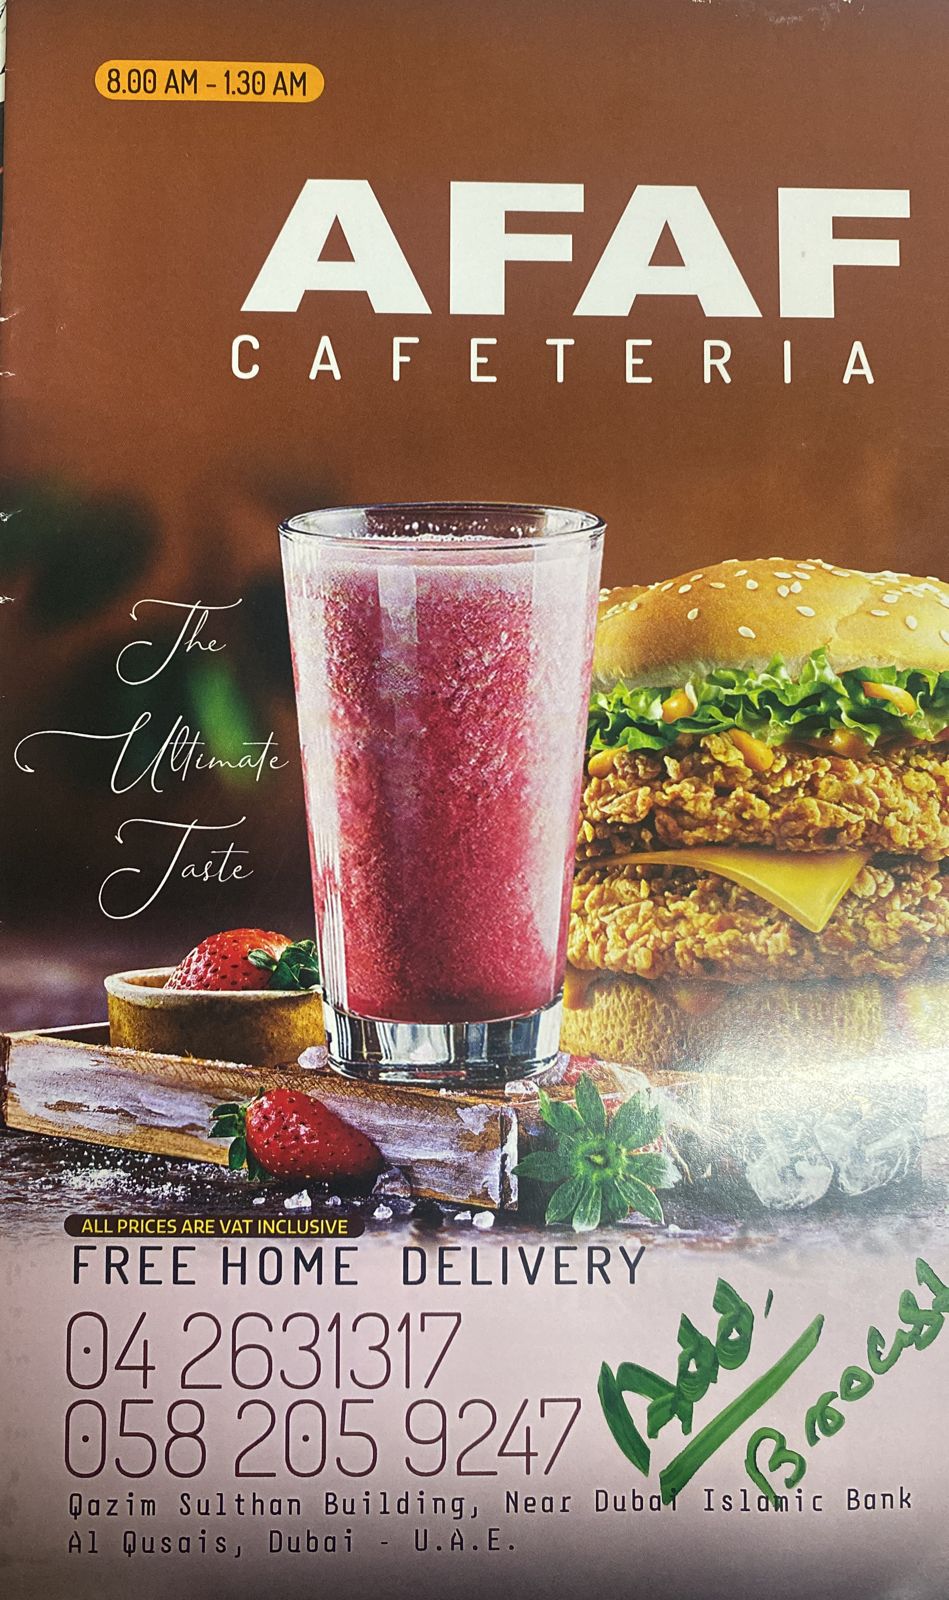 8.00 AM - 1.30 AM
AFAF
CAFETERIA
The
Ultimate
Taste
ALL PRICES ARE VAT INCLUSIVE
FREE HOME DELIVERY
04 2631317
058 205 9247
Add.
Qazim Sulthan Building, Near Dubai Islamic Bank
Al Qusais, Dubai - U.A.E.